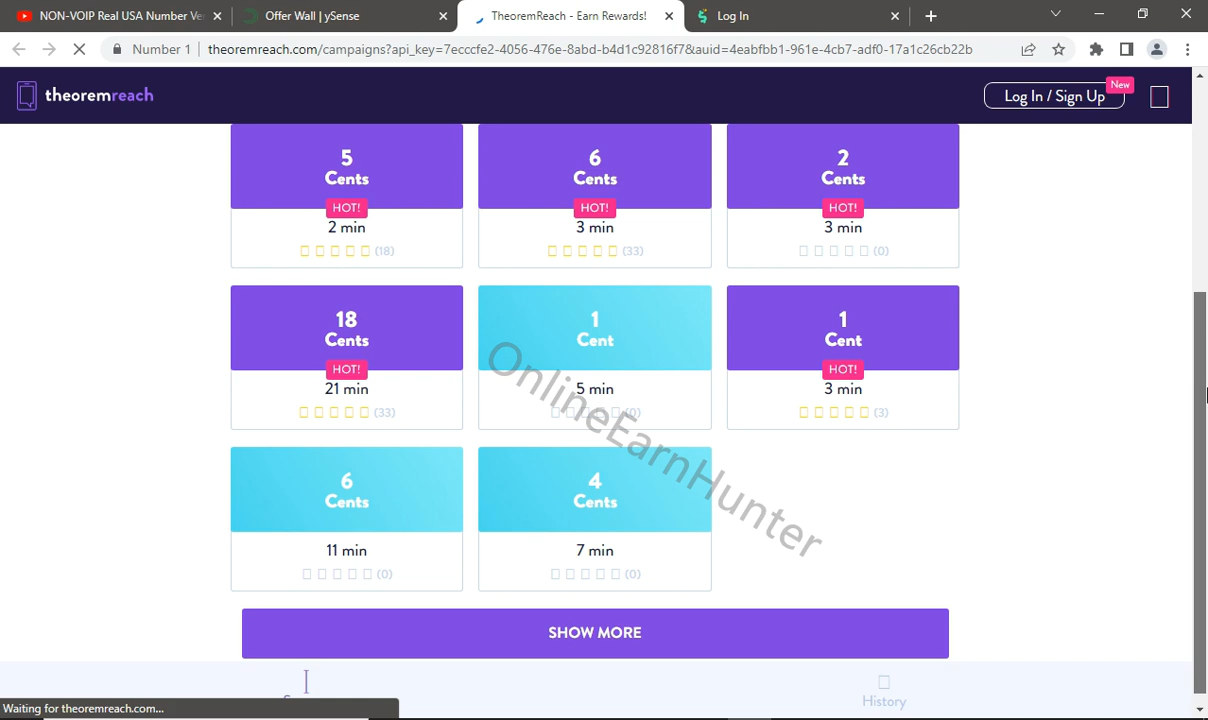 NON-VOIP Real USA Number Ve
Offer Wall | ySense
TheoremReach - Earn Rewards!
Log In
Number 1
theoremreach.com/campaigns?api_key=7ecccfe2-4056-476e-8abd-b4d1c92816f7&auid=4eabfbb1-961e-4cb7-adf0-17a1c26cb22b
theoremreach
Log In / Sign Up
New
5
Cents
HOT!
2 min
(18)
6
Cents
HOT!
3 min
(33)
2
Cents
HOT!
3 min
(0)
18
Cents
HOT!
21 min
(33)
1
Cent
5 min
(0)
1
Cent
HOT!
3 min
(3)
6
Cents
11 min
(0)
4
Cents
7 min
(0)
OnlineEarnHunter
SHOW MORE
History
Waiting for theoremreach.com...